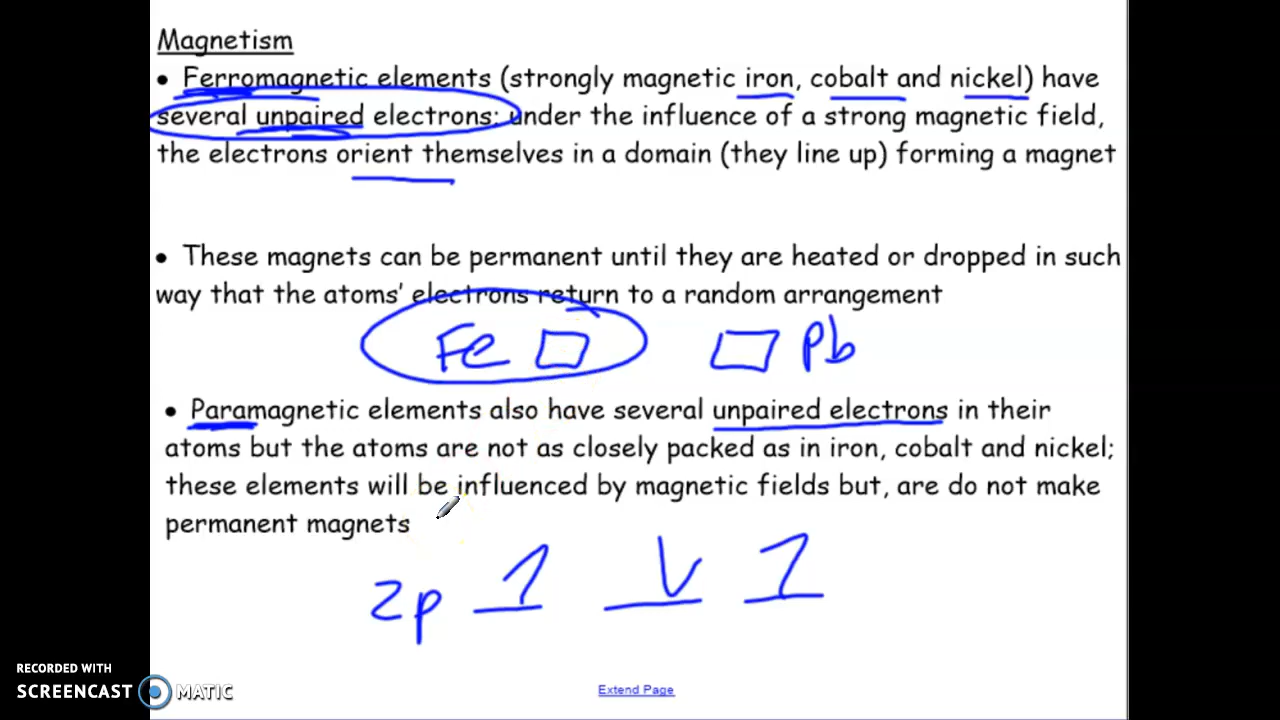 Magnetism
• Ferromagnetic elements (strongly magnetic iron, cobalt and nickel) have
several unpaired electrons; under the influence of a strong magnetic field,
the electrons orient themselves in a domain (they line up) forming a magnet
• These magnets can be permanent until they are heated or dropped in such
way that the atoms' electrons return to a random arrangement
Fe Pb
• Paramagnetic elements also have several unpaired electrons in their
atoms but the atoms are not as closely packed as in iron, cobalt and nickel;
these elements will be influenced by magnetic fields but, are do not make
permanent magnets
2p
RECORDED WITH
SCREENCAST MATIC
Extend Page